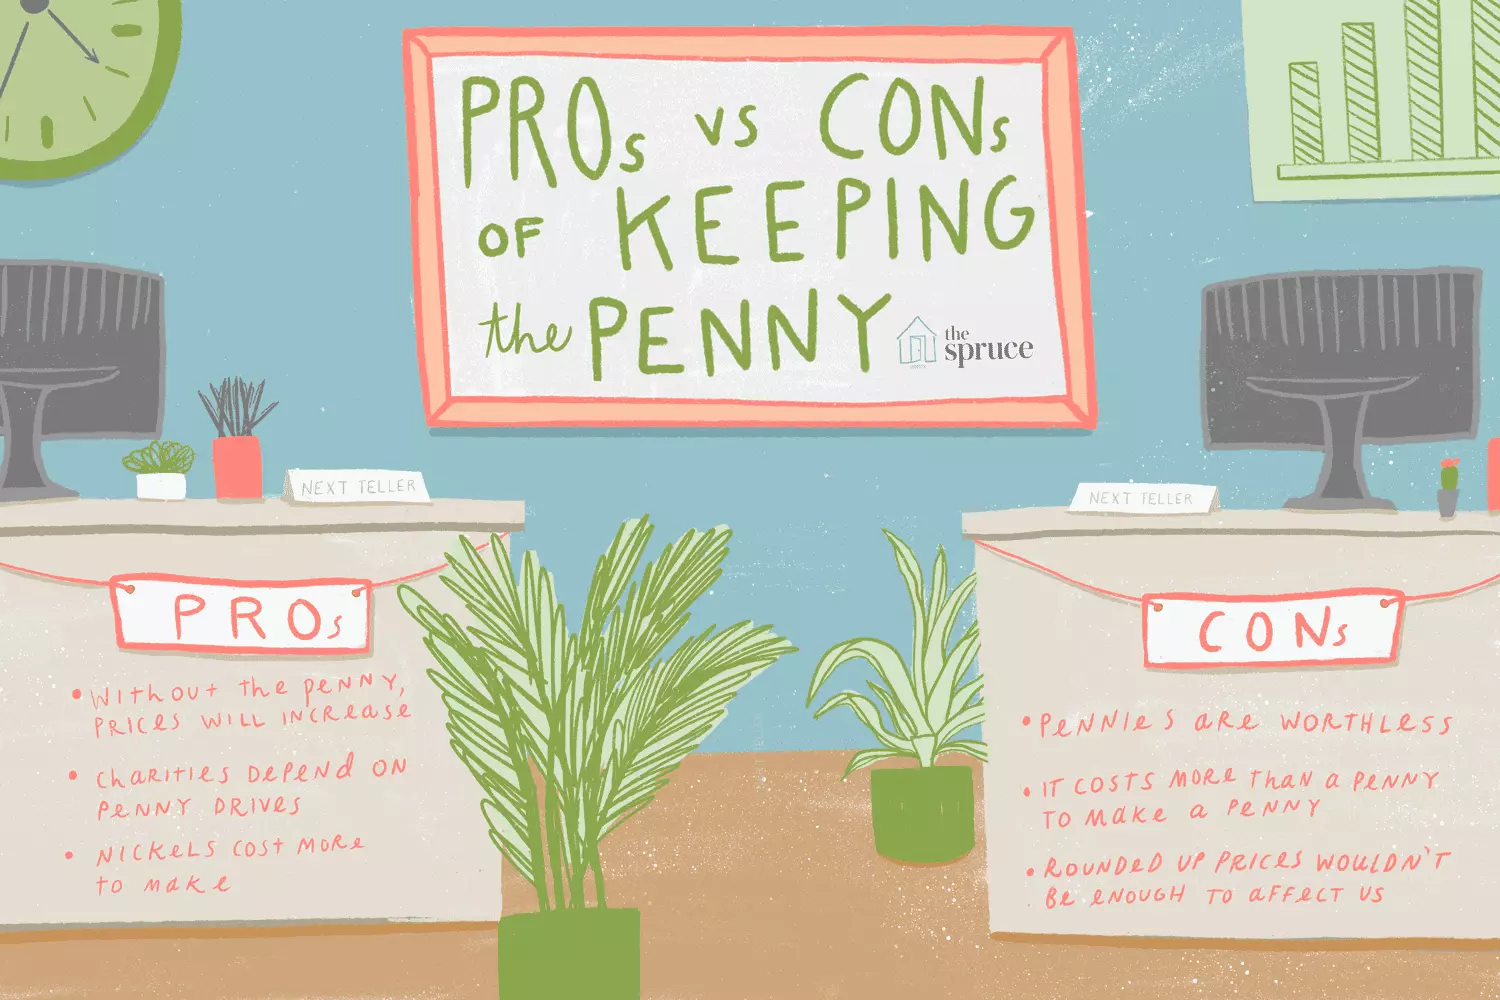 PROs vs CONs
OF KEEPING
the PENNY
the
spruce
NEXT TELLER
NEXT TELLER
PROs
• WITHOUT the PENNY,
PRICES WILL INCREASE
• CHARITIES DEPEND ON
PENNY DRIVES
• NICKELS COST MORE
to MAKE
CONs
• PENNIES ARE WORTHLESS
• IT COSTS MORE THAN A PENNY
TO MAKE A PENNY
• ROUNDED UP PRICES WOULDN'T
BE ENOUGH TO AFFECT US